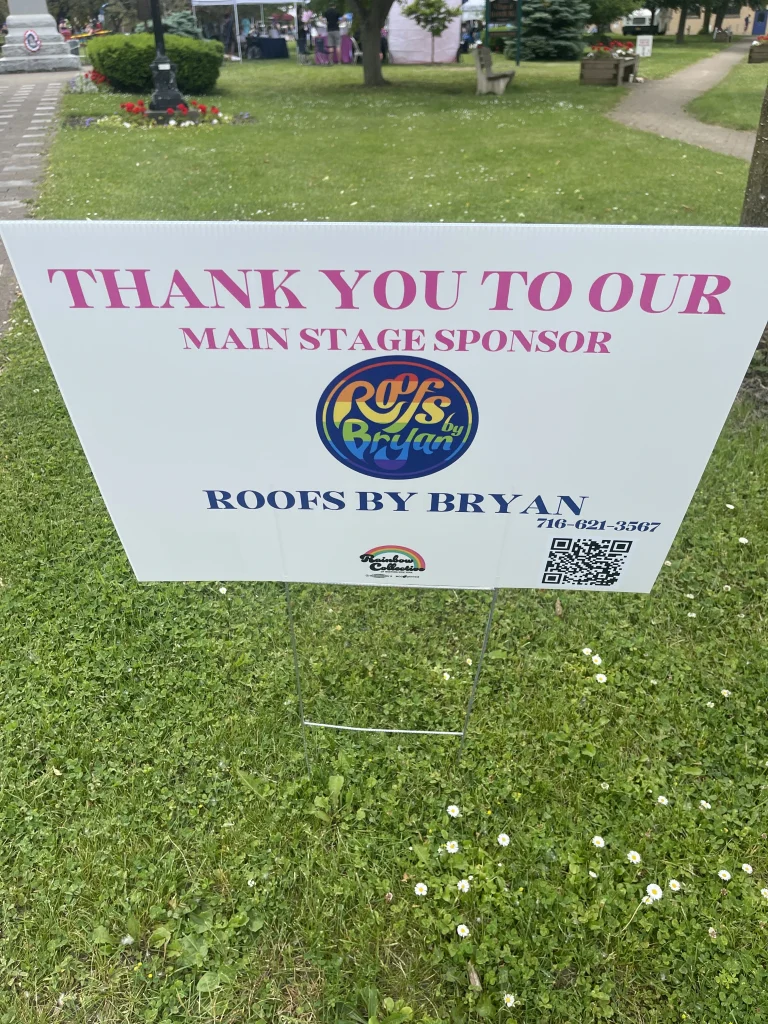 THANK YOU TO OUR
MAIN STAGE SPONSOR
Roofs
by
Bryan
ROOFS BY BRYAN
716-621-3567
Rainbow
Collective